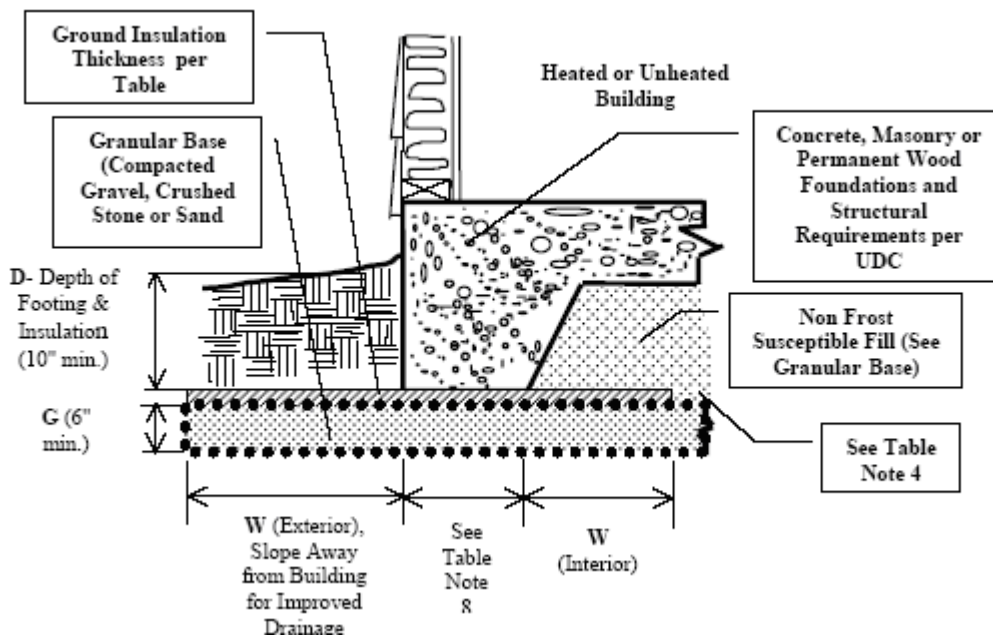 Ground Insulation
Thickness per
Table
Heated or Unheated
Building
Granular Base
(Compacted
Gravel, Crushed
Stone or Sand
Concrete, Masonry or
Permanent Wood
Foundations and
Structural
Requirements per
UDC
D- Depth of
Footing &
Insulation
(10" min.)
Non Frost
Susceptible Fill (See
Granular Base)
G (6"
min.)
See Table
Note 4
W (Exterior),
Slope Away
from Building
for Improved
Drainage
See
Table
Note
8
W
(Interior)